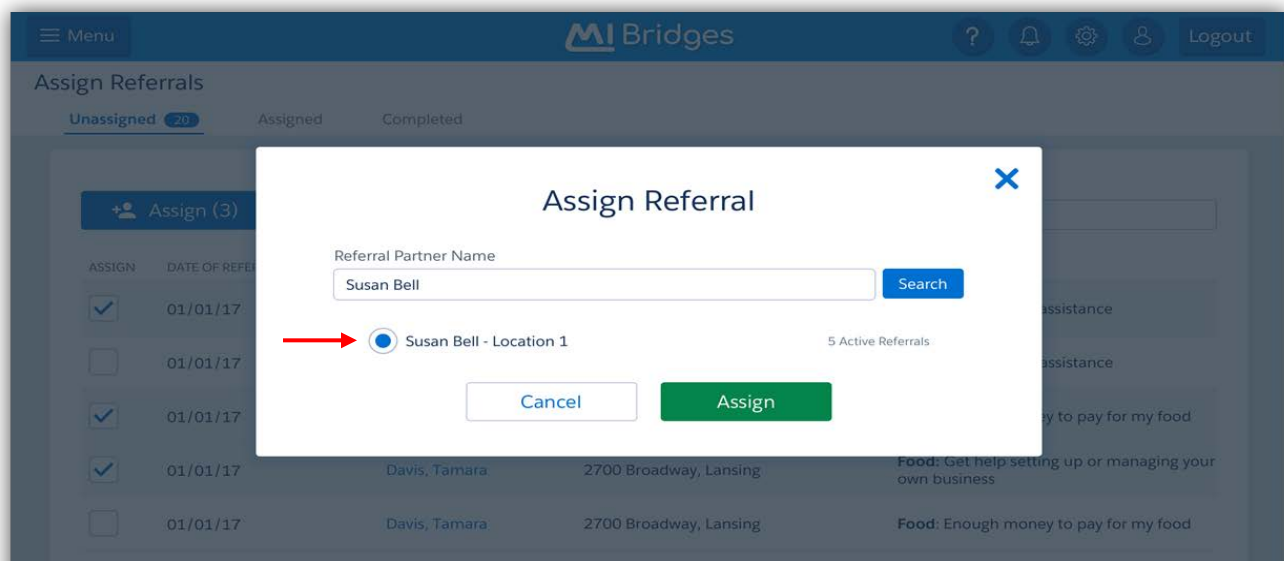 Menu
MI Bridges
?
Logout
Assign Referrals
Unassigned 20
Assigned
Completed
Assign (3)
Assign Referral
Referral Partner Name
Susan Bell
Search
Susan Bell - Location 1
5 Active Referrals
Cancel
Assign
ASSIGN
DATE OF REFE
01/01/17
assistance
01/01/17
assistance
01/01/17
to pay for my food
01/01/17
Davis, Tamara
2700 Broadway, Lansing
Food: Get help setting up or managing your
own business
01/01/17
Davis, Tamara
2700 Broadway, Lansing
Food: Enough money to pay for my food